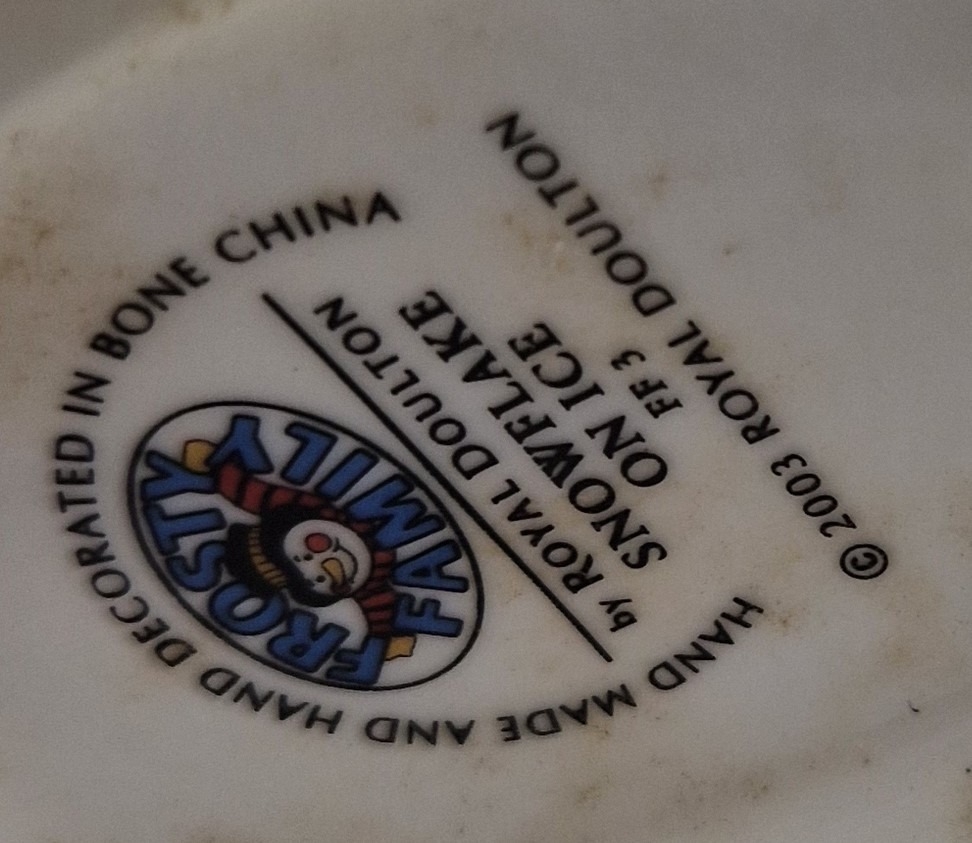 HAND MADE AND HAND DECORATED IN BONE CHINA
FROSTY
FAMILY
by ROYAL DOULTON
SNOWFLAKE
ON ICE
FF 3
© 2003 ROYAL DOULTON